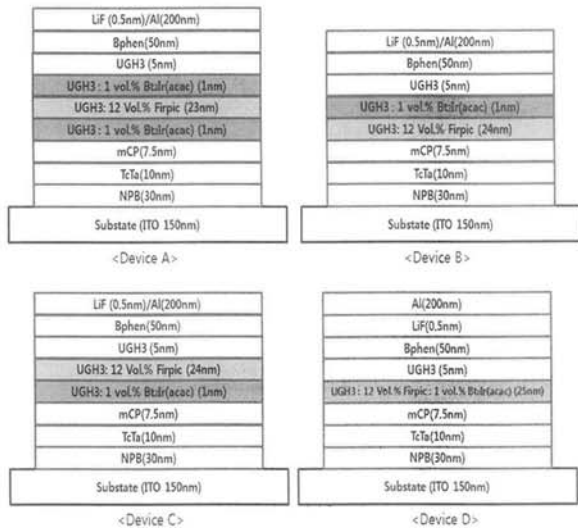 LiF (0.5nm)/Al(200nm)
Bphen(50nm)
UGH3 (5nm)
UGH3 : 1 vol.% Btulr(acac) (1nm)
UGH3: 12 Vol.% Firpic (23nm)
UGH3 : 1 vol.% Btulr(acac) (1nm)
mCP(7.5nm)
TcTa(10nm)
NPB(30nm)
Substate (ITO 150nm)
<Device A>
LiF (0.5nm)/Al(200nm)
Bphen(50nm)
UGH3 (5nm)
UGH3 : 1 vol.% Btulr(acac) (1nm)
UGH3: 12 Vol.% Firpic (24nm)
mCP(7.5nm)
TcTa(10nm)
NPB(30nm)
Substate (ITO 150nm)
<Device B>
LiF (0.5nm)/Al(200nm)
Bphen(50nm)
UGH3 (5nm)
UGH3: 12 Vol.% Firpic (24nm)
UGH3: 1 vol.% Btulr(acac) (1nm)
mCP(7.5nm)
TcTa(10nm)
NPB(30nm)
Substate (ITO 150nm)
<Device C>
Al(200nm)
LiF(0,5nm)
Bphen(50nm)
UGH3 (5nm)
UGH3 : 12 Vol.% Firpic : 1 vol.% Btulr(acac) (25nm)
mCP(7.5nm)
TcTa(10nm)
NPB(30nm)
Substate (ITO 150nm)
<Device D>